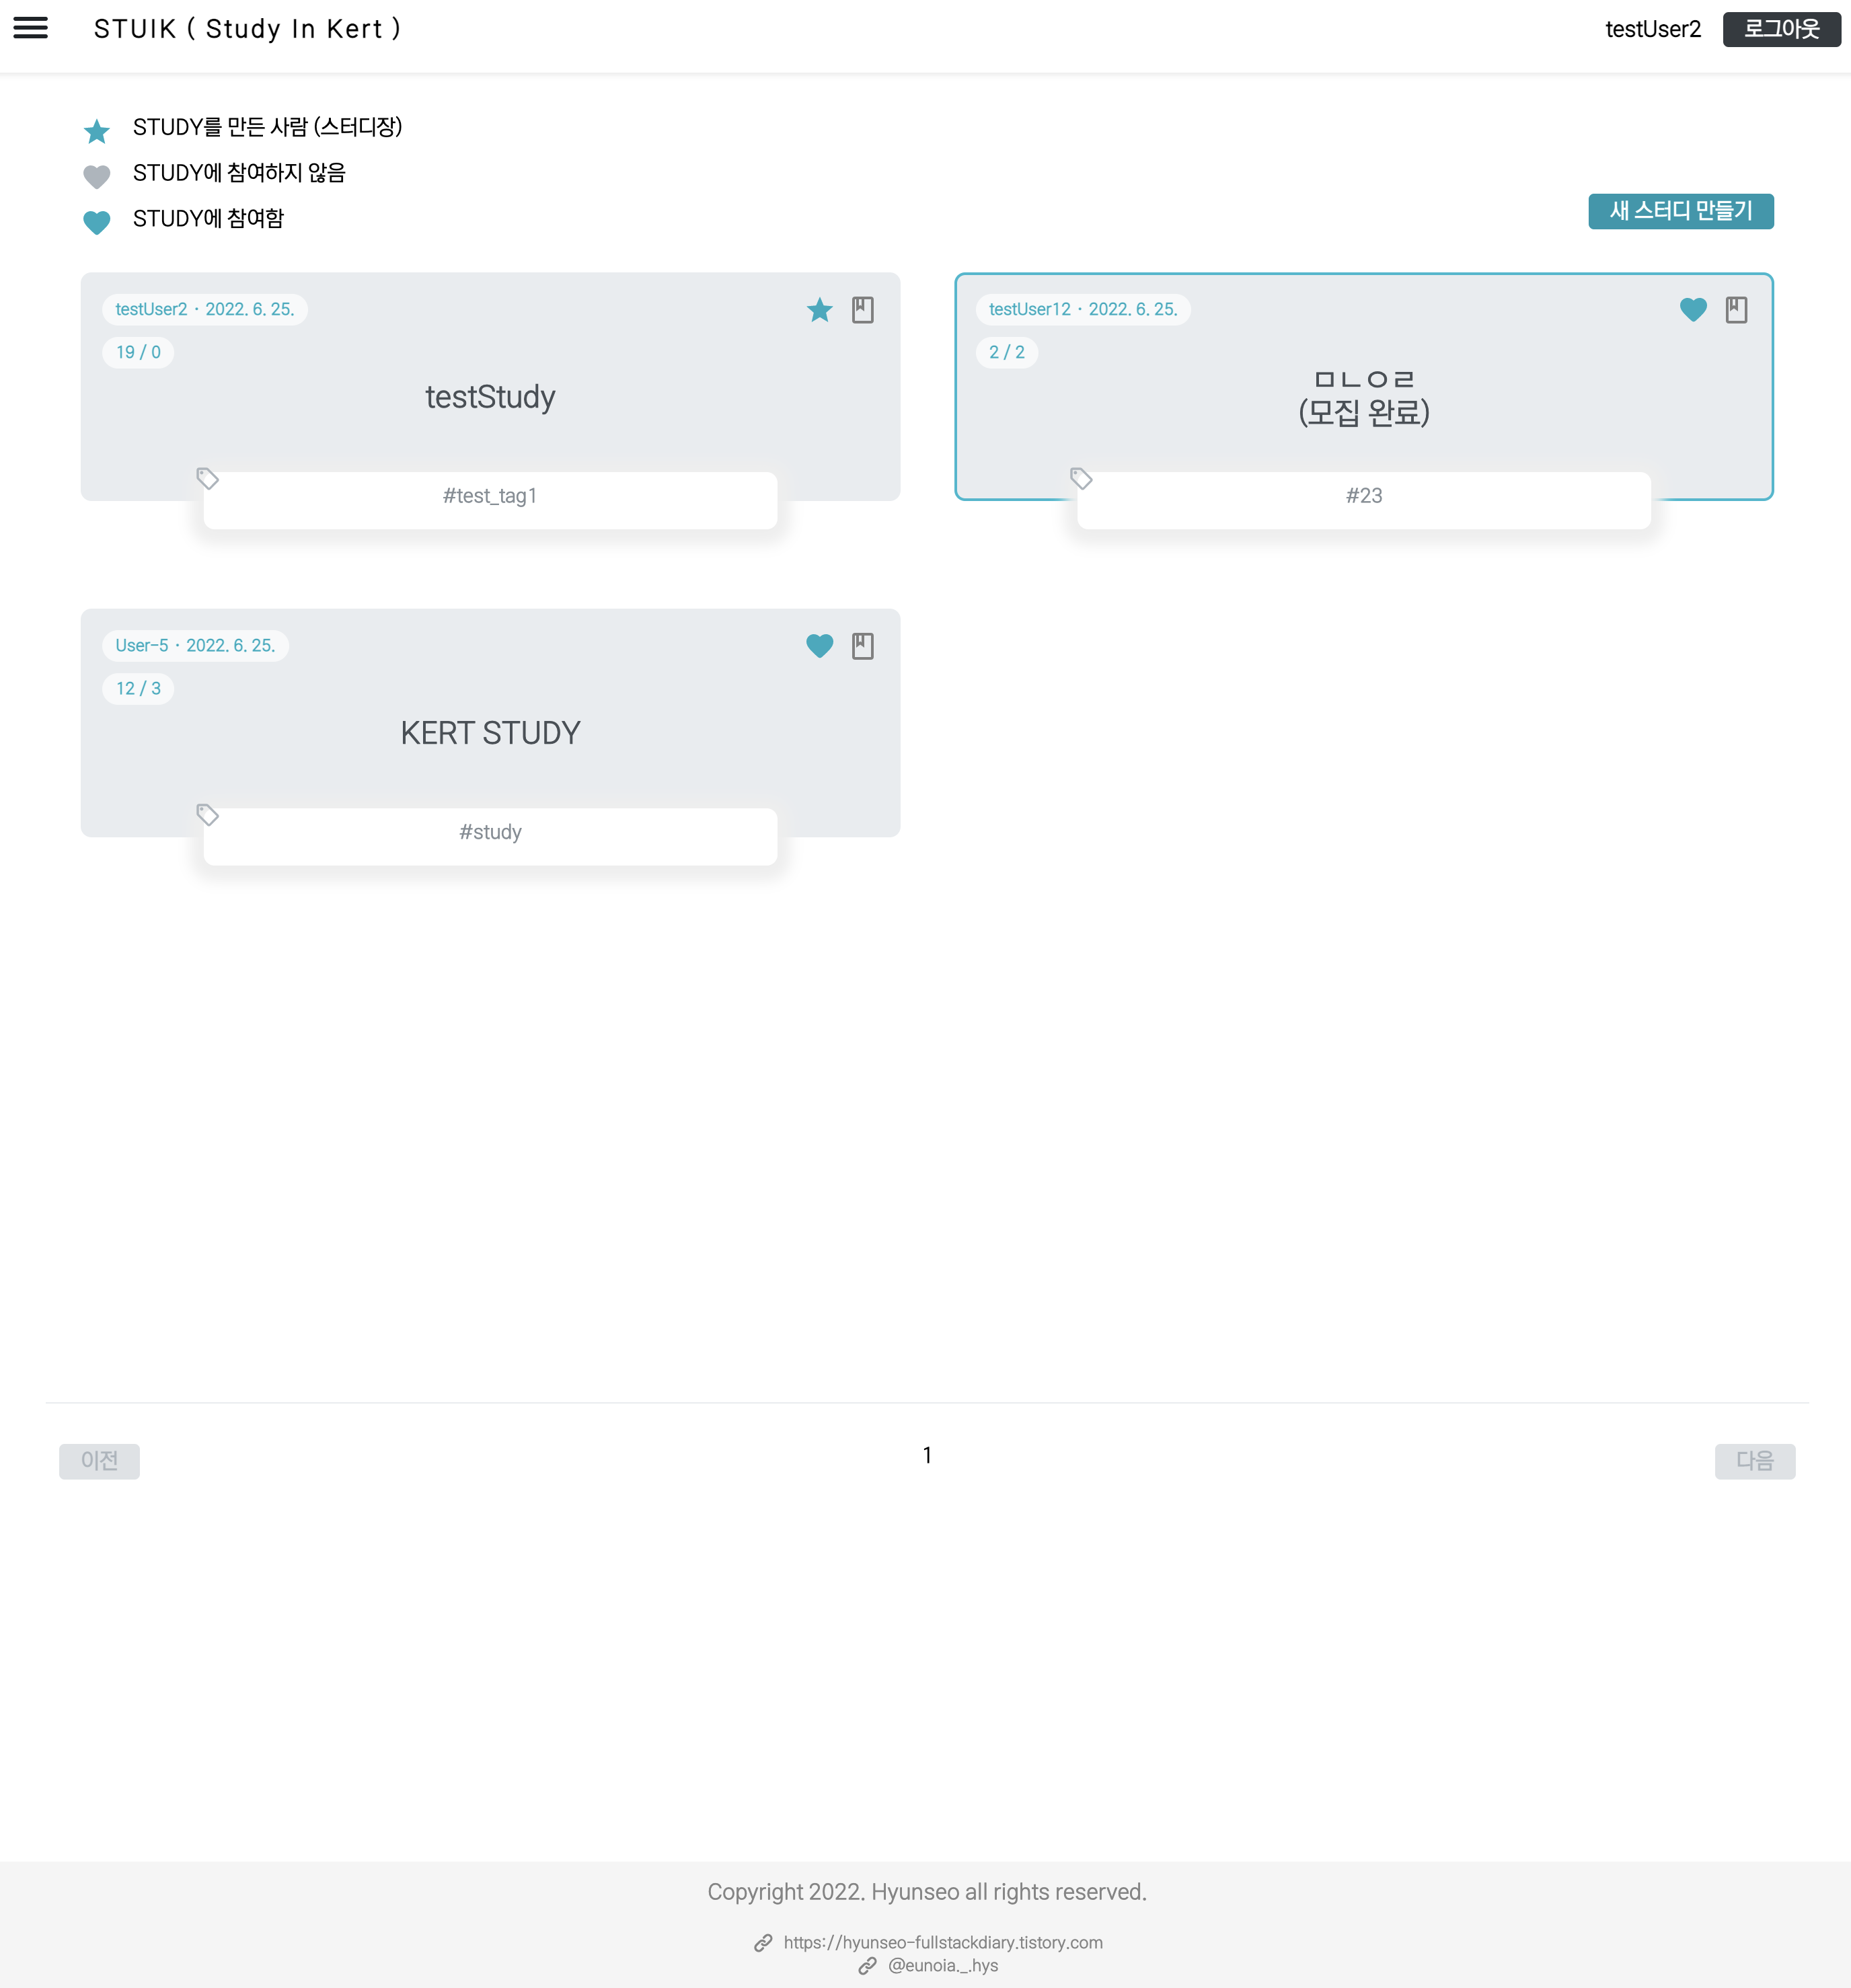 STUIK ( Study In Kert )
testUser2
로그아웃
STUDY를 만든 사람 (스터디장)
STUDY에 참여하지 않음
STUDY에 참여함
새 스터디 만들기
testUser2 · 2022. 6. 25.
19 / 0
testStudy
#test_tag1
testUser12 · 2022. 6. 25.
2 / 2
ㅁㄴㅇㄹ
(모집 완료)
#23
User-5 · 2022. 6. 25.
12 / 3
KERT STUDY
#study
이전
1
다음
Copyright 2022. Hyunseo all rights reserved.
https://hyunseo-fullstackdiary.tistory.com
@eunoia._.hys